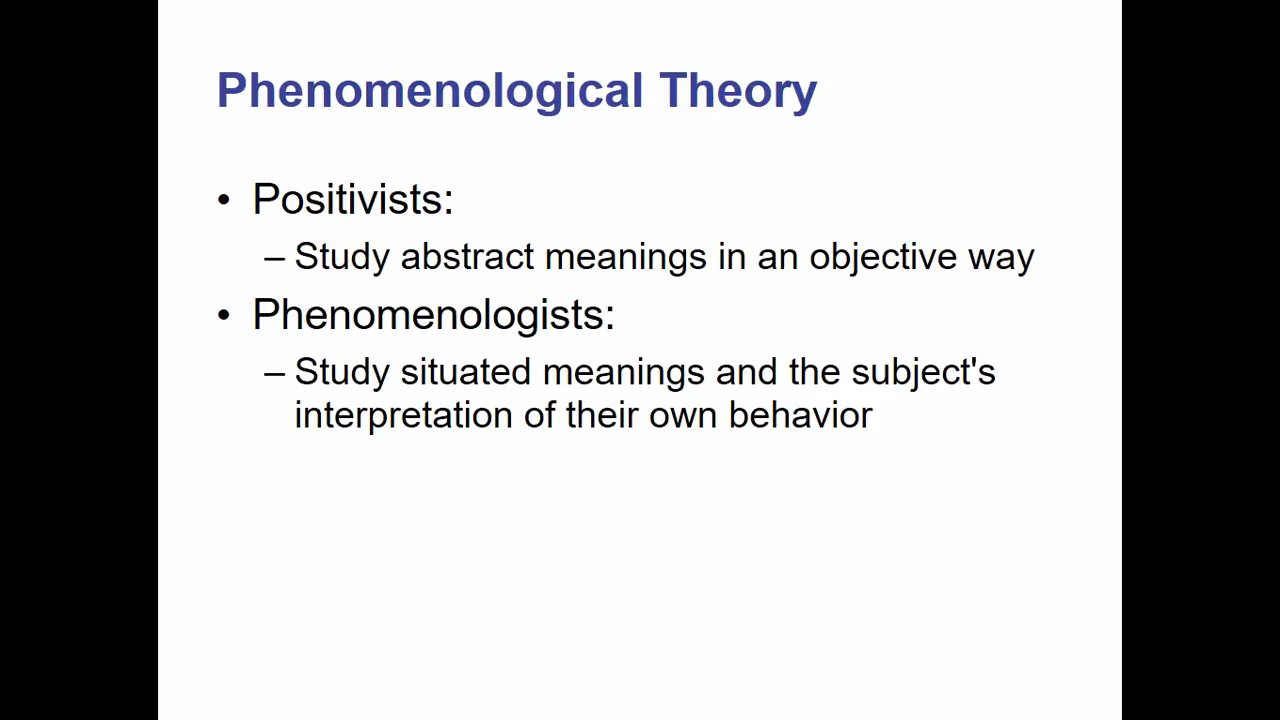 Phenomenological Theory
• Positivists:
– Study abstract meanings in an objective way
• Phenomenologists:
– Study situated meanings and the subject's
interpretation of their own behavior